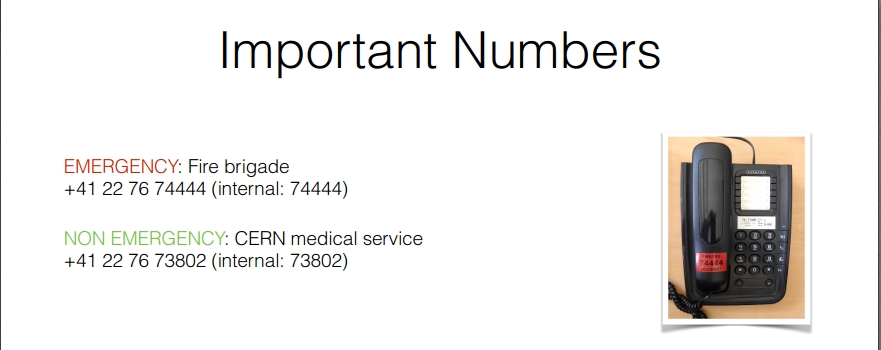 Important Numbers
EMERGENCY: Fire brigade
+41 22 76 74444 (internal: 74444)
NON EMERGENCY: CERN medical service
+41 22 76 73802 (internal: 73802)
74444